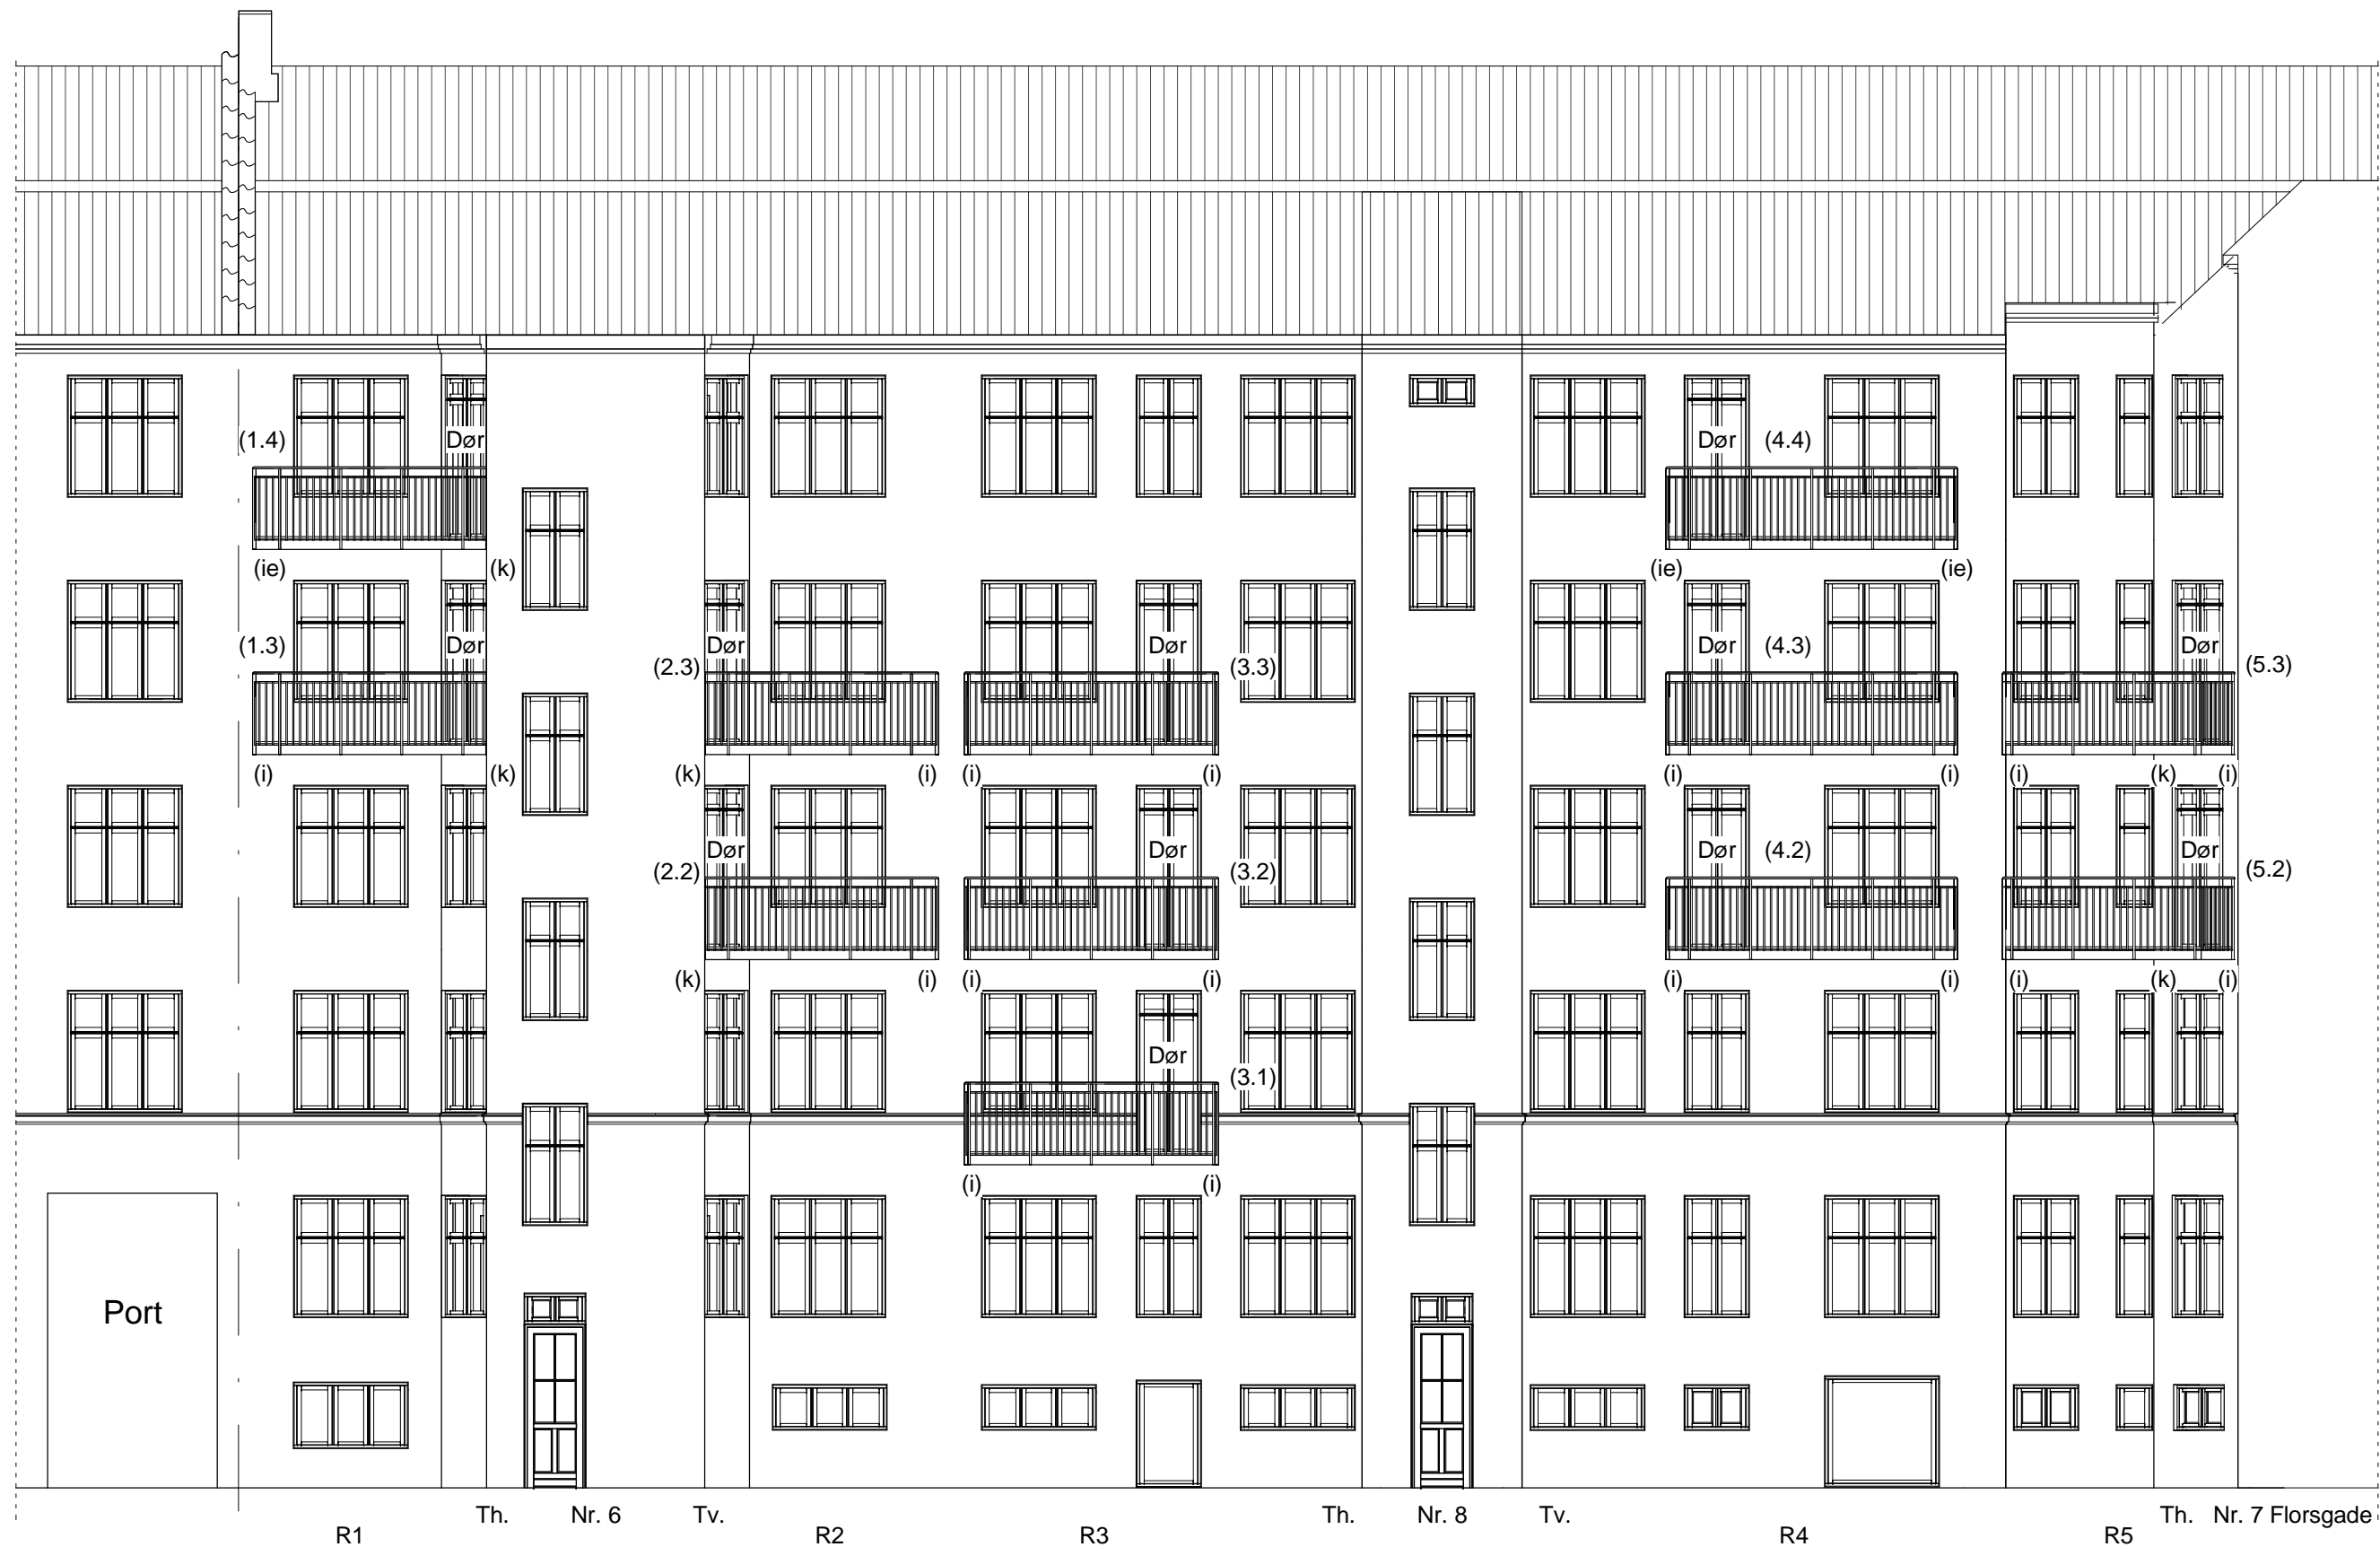 (1.4) Dør Dør (4.4)
(ie) (k) (ie) (ie)
(1.3) Dør (2.3) Dør Dør (3.3) Dør (4.3) Dør (5.3)
(i) (k) (k) (i) (i) (i) (i) (i) (i) (k) (i)
(2.2) Dør Dør (3.2) Dør (4.2) Dør (5.2)
(k) (i) (i) (i) (i) (i) (i) (k) (i)
Dør (3.1)
(i) (i)
Port
Th. Nr. 6 Tv. Th. Nr. 8 Tv. Th. Nr. 7 Florsgade
R1 R2 R3 R4 R5